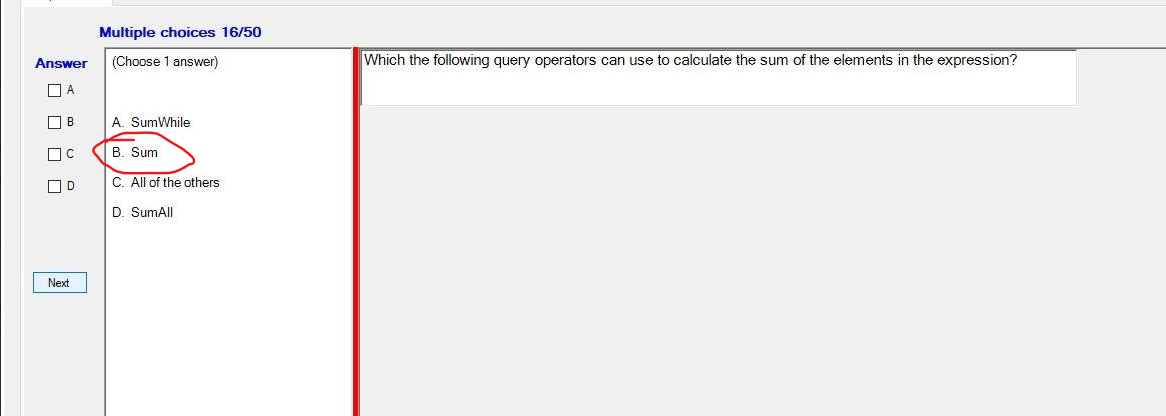 Multiple choices 16/50
Answer
A
B
C
D
Next
(Choose 1 answer)
A. SumWhile
B. Sum
C. All of the others
D. SumAll
Which the following query operators can use to calculate the sum of the elements in the expression?